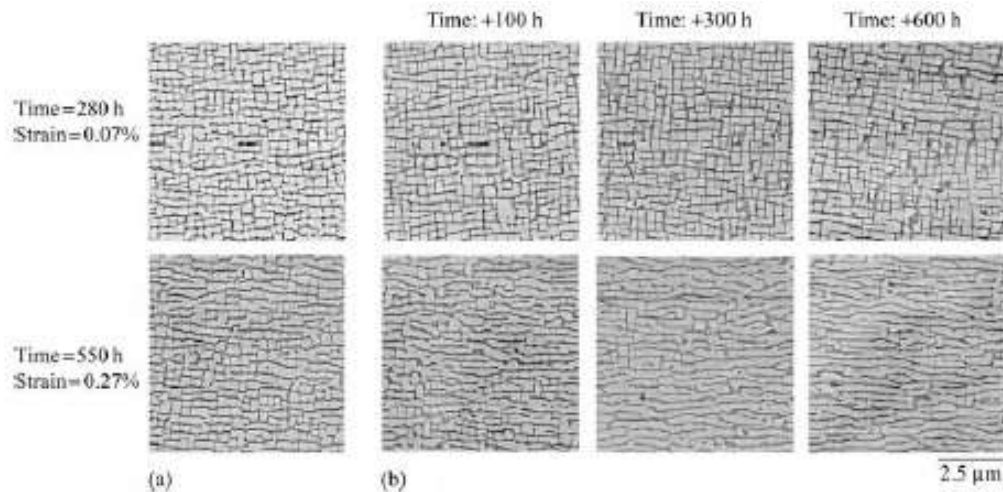 Time: +100 h
Time: +300 h
Time: +600 h
Time=280 h
Strain=0.07%
Time=550 h
Strain=0.27%
(a)
(b)
2.5 μm